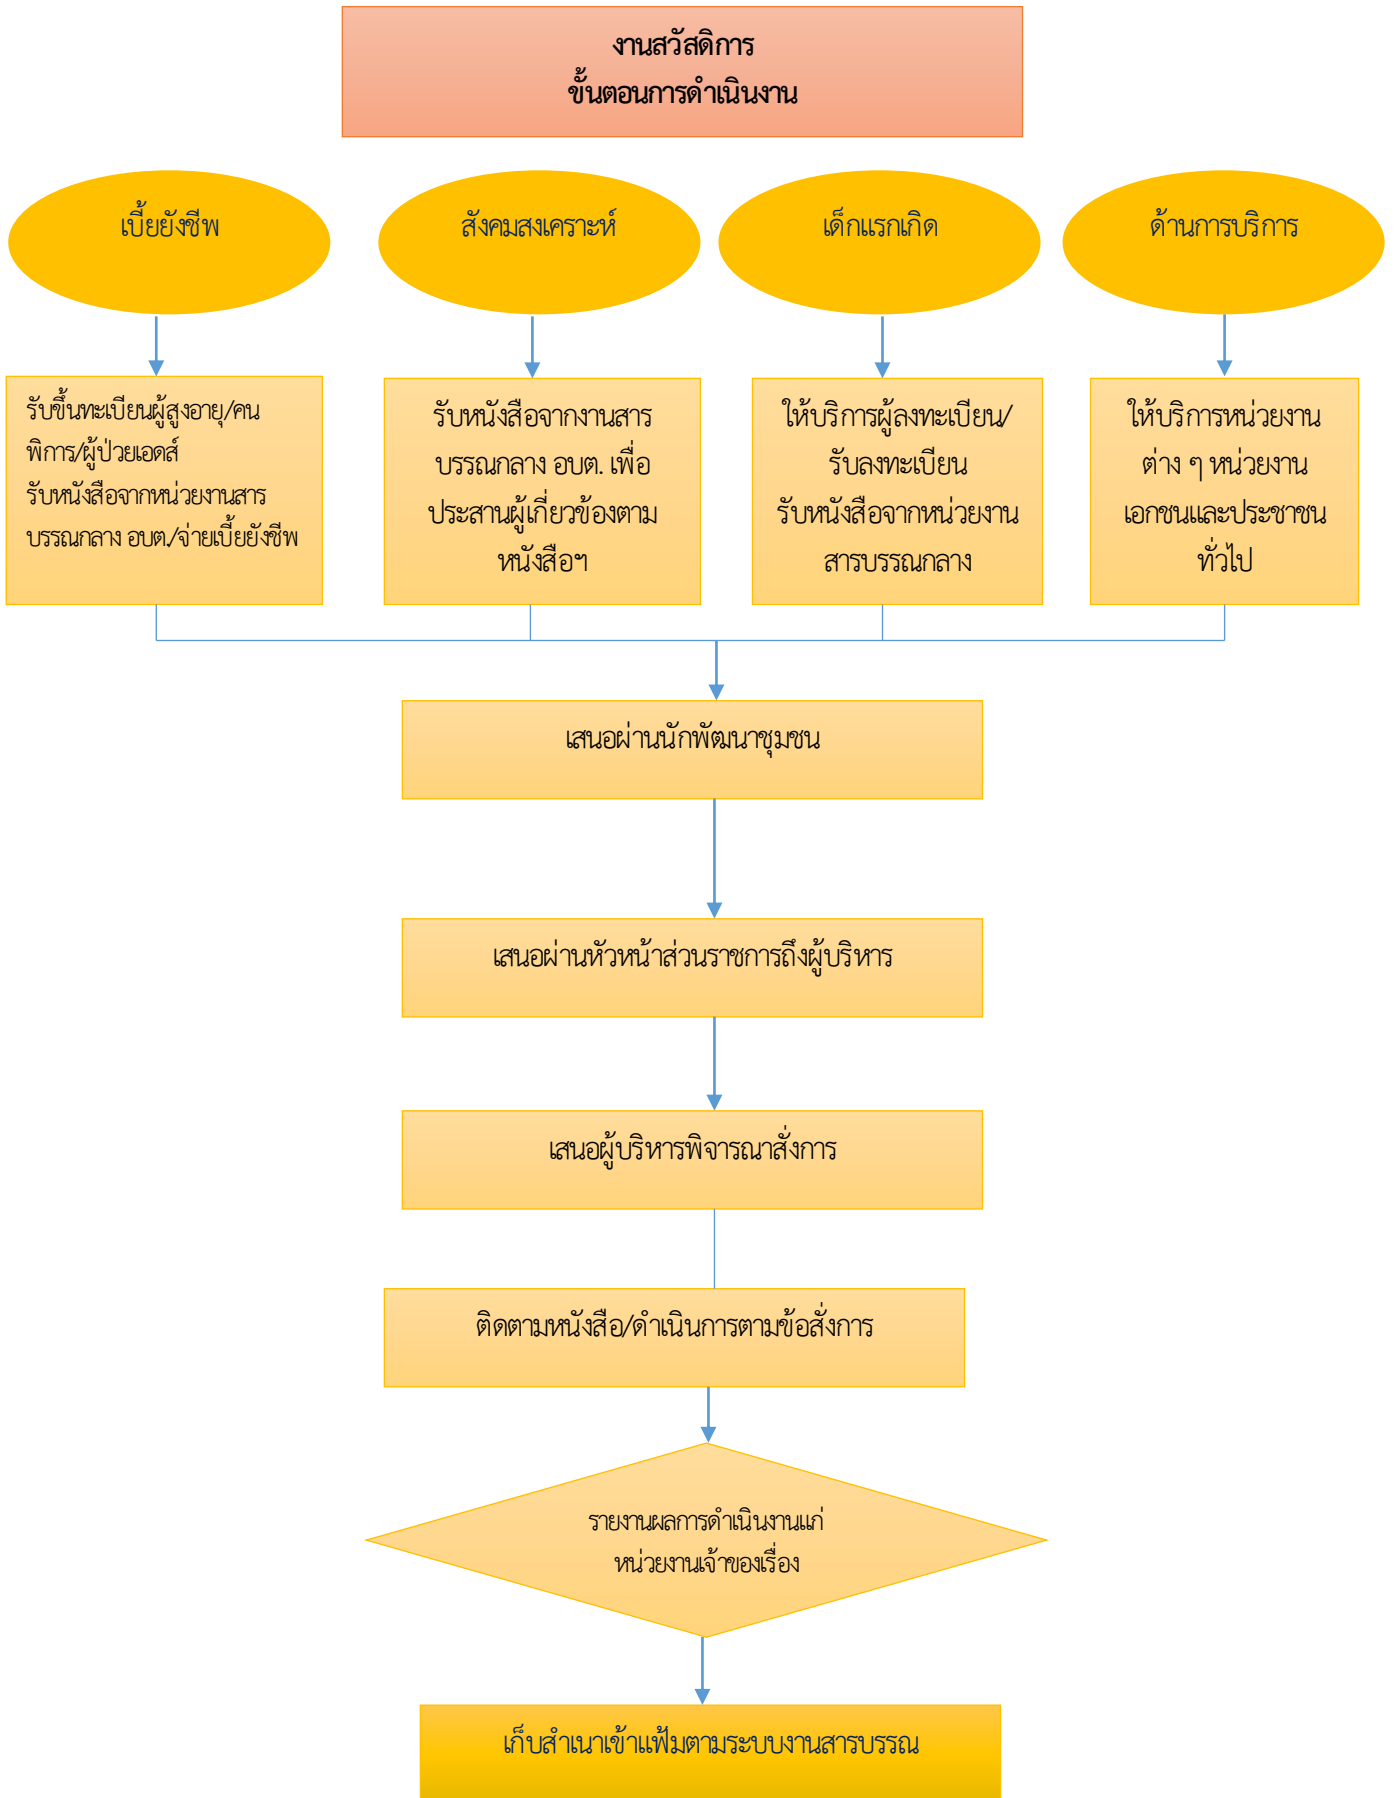 งานสวัสดิการ
ขั้นตอนการดำเนินงาน
เบี้ยยังชีพ
สังคมสงเคราะห์
เด็กแรกเกิด
ด้านการบริการ
รับขึ้นทะเบียนผู้สูงอายุ/คน
พิการ/ผู้ป่วยเอดส์
รับหนังสือจากหน่วยงานสาร
บรรณกลาง อบต./จ่ายเบี้ยยังชีพ
รับหนังสือจากงานสาร
บรรณกลาง อบต. เพื่อ
ประสานผู้เกี่ยวข้องตาม
หนังสือฯ
ให้บริการผู้ลงทะเบียน/
รับลงทะเบียน
รับหนังสือจากหน่วยงาน
สารบรรณกลาง
ให้บริการหน่วยงาน
ต่าง ๆ หน่วยงาน
เอกชนและประชาชน
ทั่วไป
เสนอผ่านนักพัฒนาชุมชน
เสนอผ่านหัวหน้าส่วนราชการถึงผู้บริหาร
เสนอผู้บริหารพิจารณาสั่งการ
ติดตามหนังสือ/ดำเนินการตามข้อสั่งการ
รายงานผลการดำเนินงานแก่
หน่วยงานเจ้าของเรื่อง
เก็บสำเนาเข้าแฟ้มตามระบบงานสารบรรณ